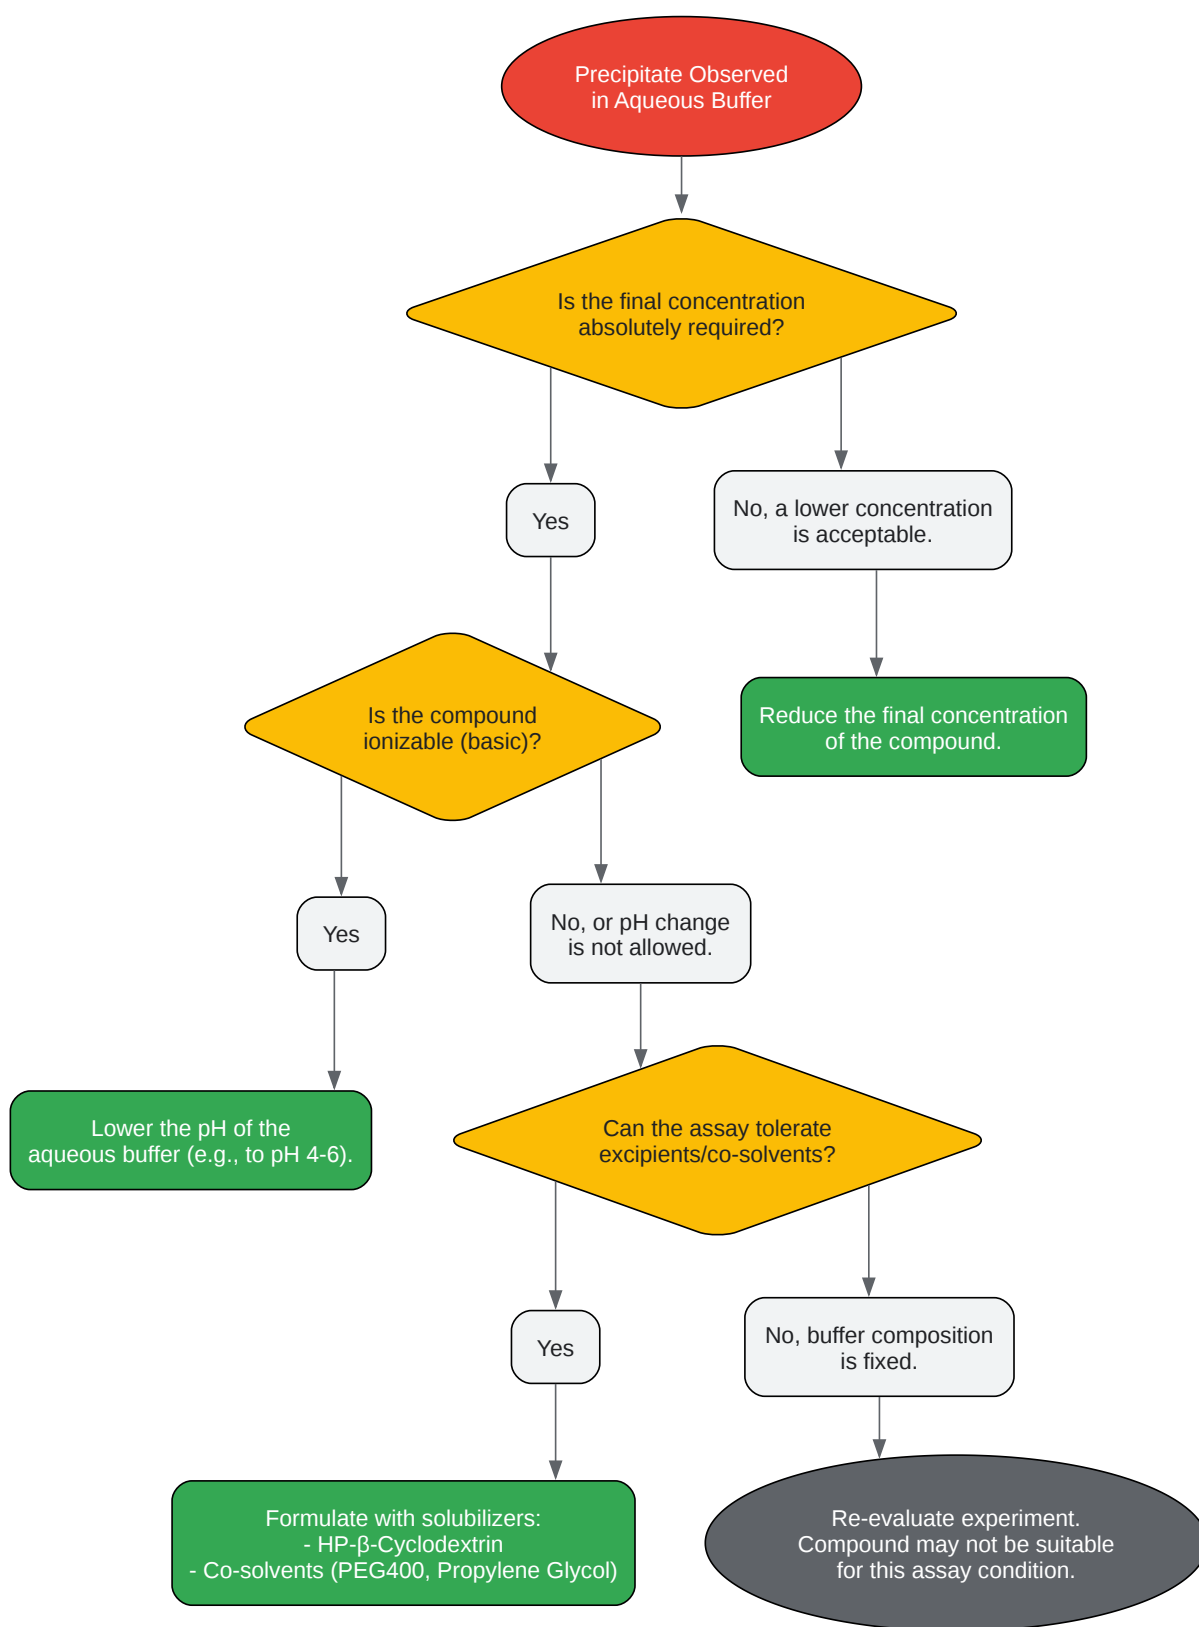 Precipitate Observed
in Aqueous Buffer
Is the final concentration
absolutely required?
Yes
No, a lower concentration
is acceptable.
Is the compound
ionizable (basic)?
Reduce the final concentration
of the compound.
Yes
No, or pH change
is not allowed.
Lower the pH of the
aqueous buffer (e.g., to pH 4-6).
Can the assay tolerate
excipients/co-solvents?
Yes
No, buffer composition
is fixed.
Formulate with solubilizers:
- HP-β-Cyclodextrin
- Co-solvents (PEG400, Propylene Glycol)
Re-evaluate experiment.
Compound may not be suitable
for this assay condition.